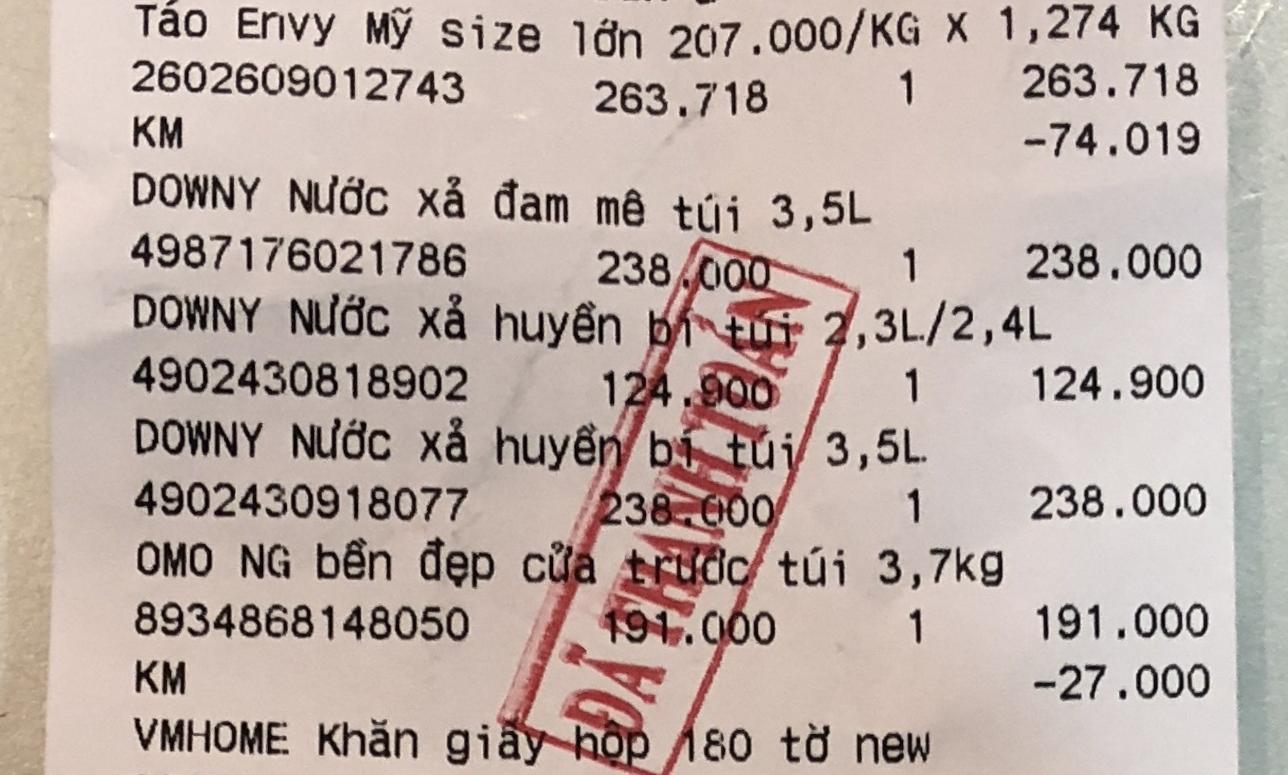 Táo Envy Mỹ size lớn 207.000/KG X 1,274 KG
2602609012743 263.718 1 263.718
KM -74.019
DOWNY Nước xả đam mê túi 3,5L
4987176021786 238.000 1 238.000
DOWNY Nước xả huyền bí túi 2,3L/2,4L
4902430818902 124.900 1 124.900
DOWNY Nước xả huyền bí túi 3,5L
4902430918077 238.000 1 238.000
OMO NG bền đẹp cửa trước túi 3,7kg
8934868148050 191.000 1 191.000
KM -27.000
VMHOME Khăn giấy hộp 180 tờ new
ĐÃ THANH TOÁN